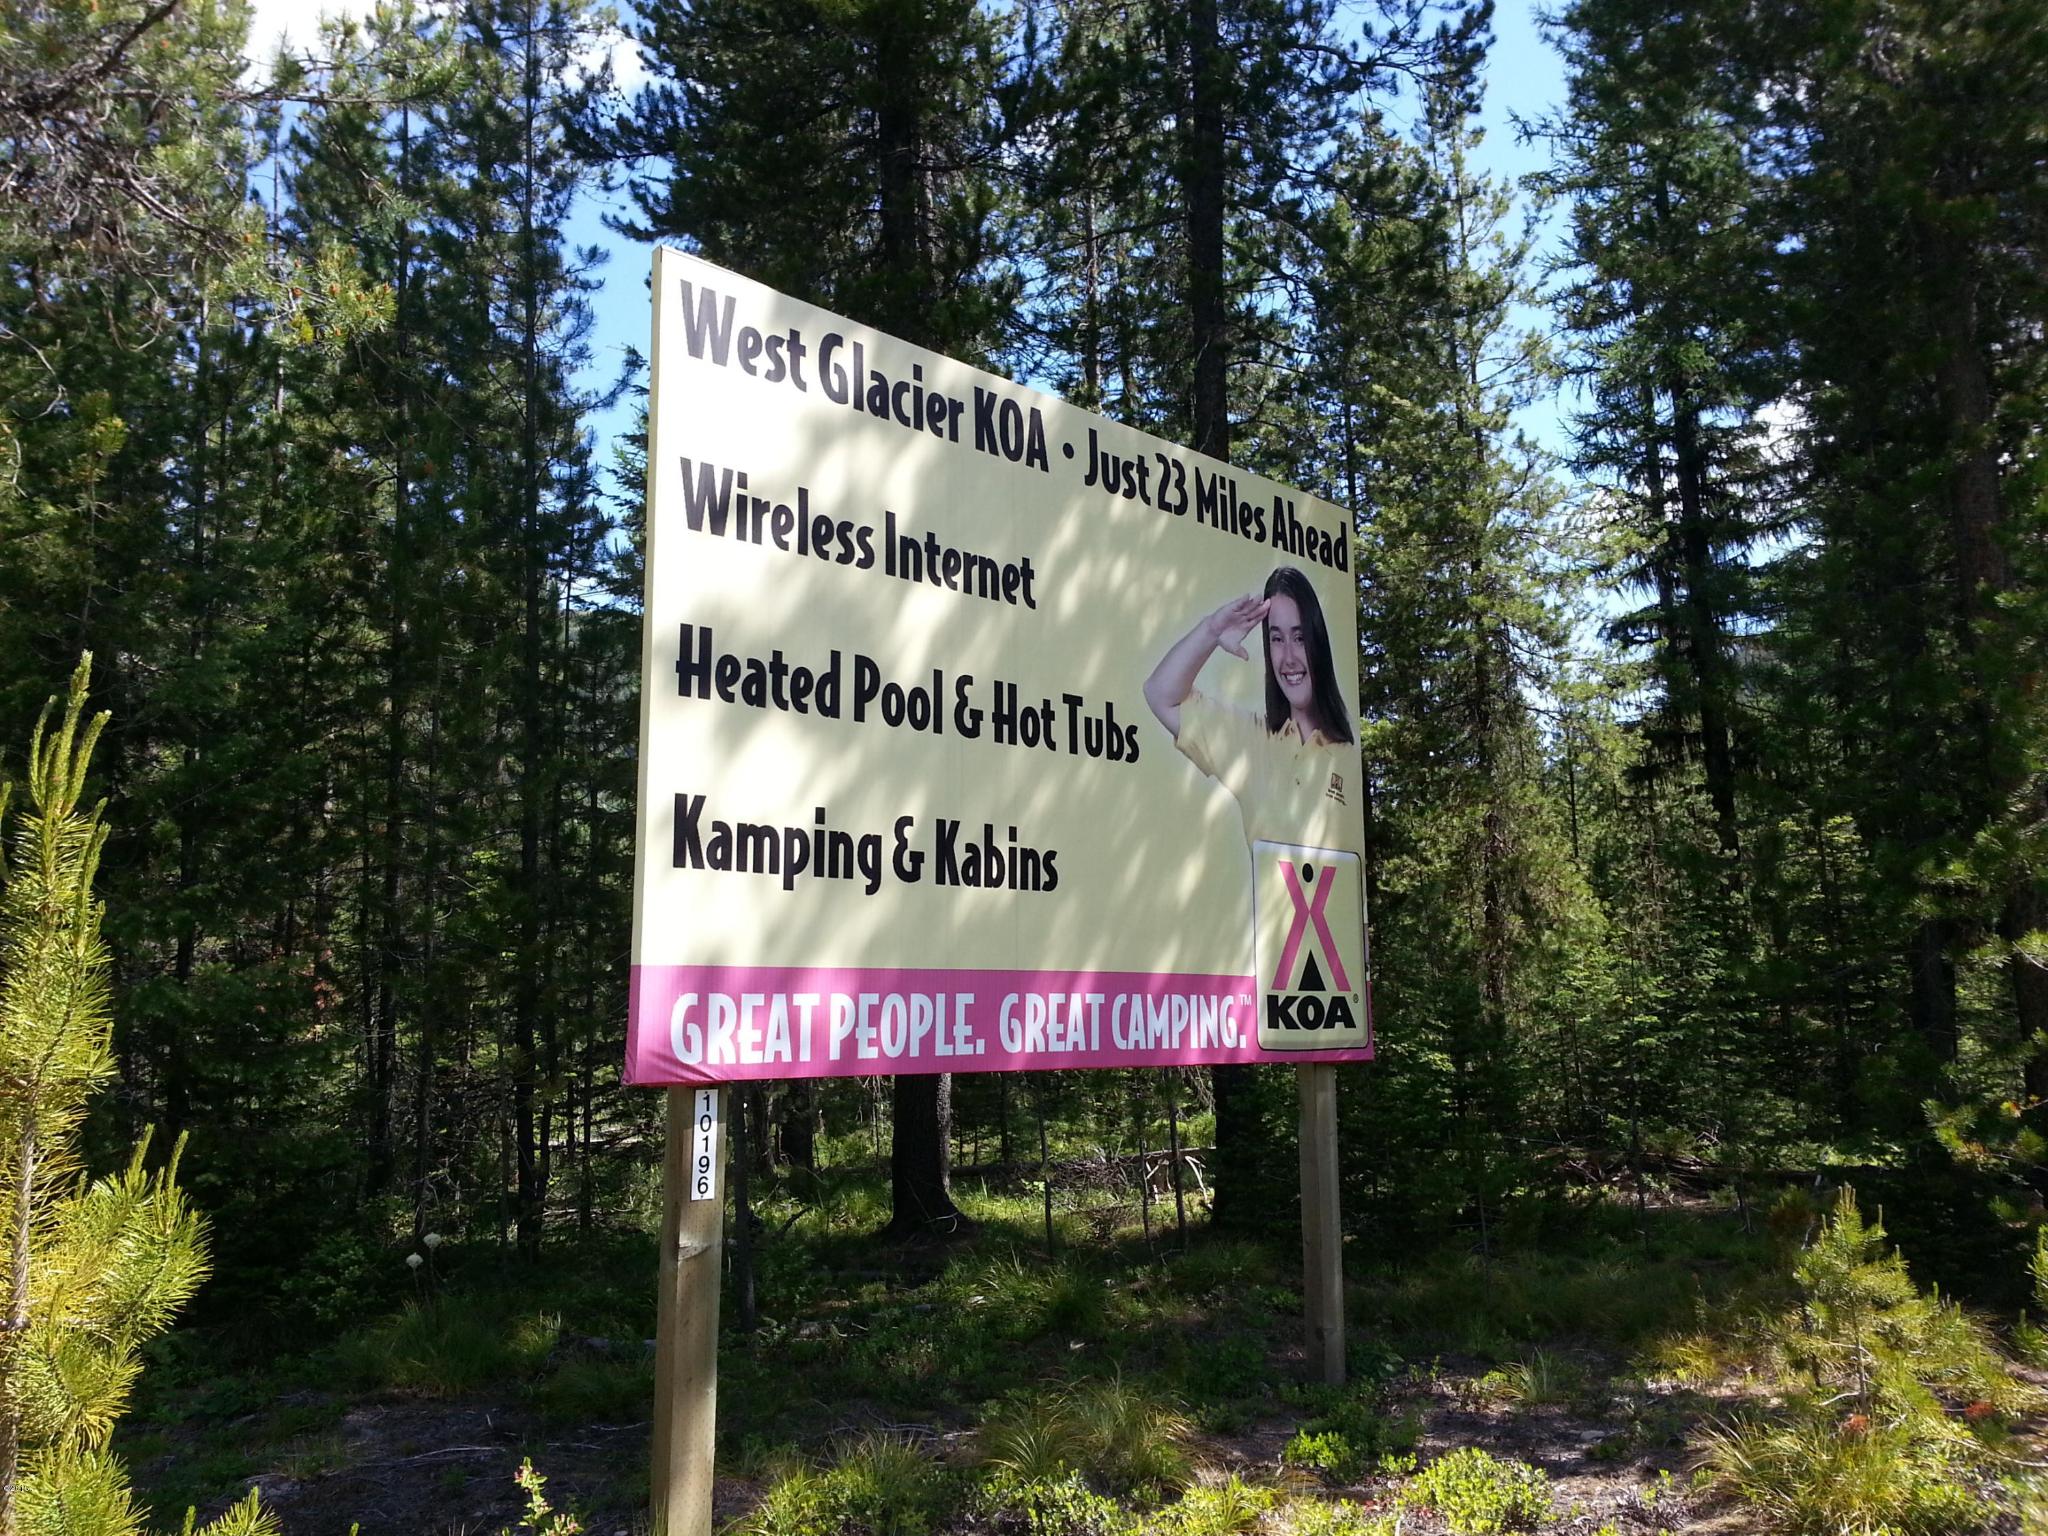 West Glacier KOA • Just 23 Miles Ahead
Wireless Internet
Heated Pool & Hot Tubs
Kamping & Kabins
GREAT PEOPLE. GREAT CAMPING.™
KOA®
10196